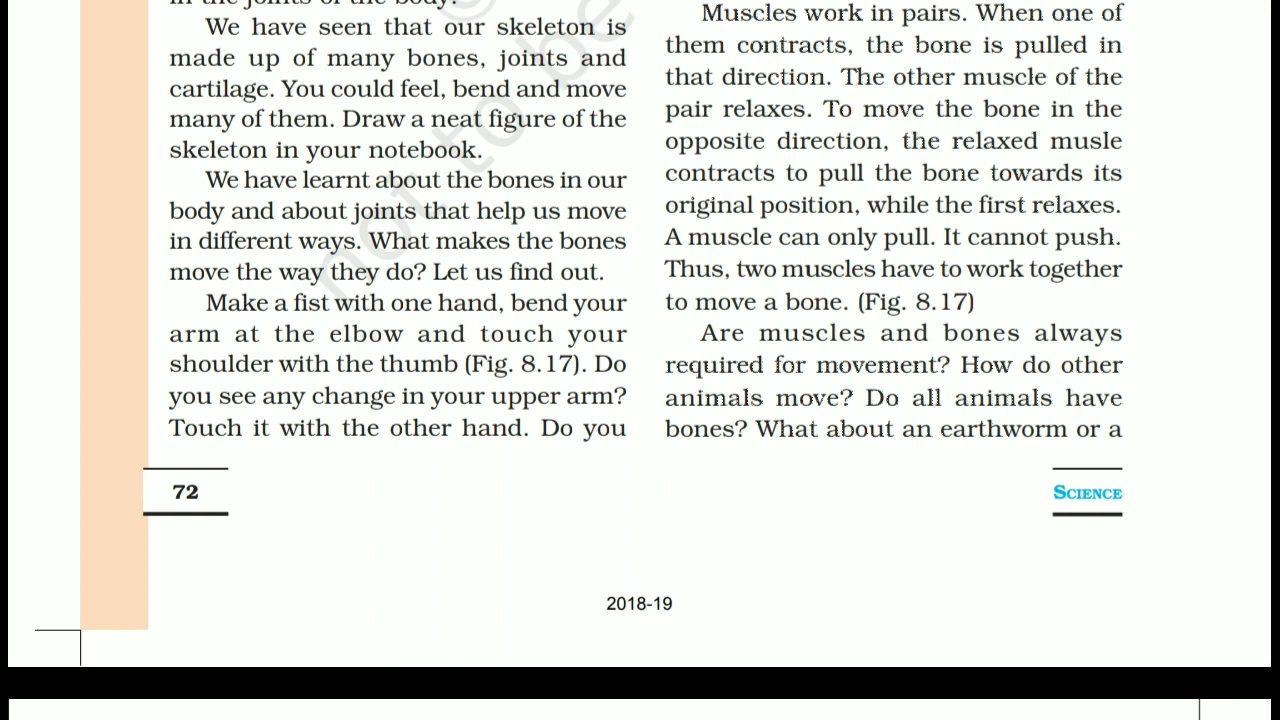 in the joints of the body.
We have seen that our skeleton is
made up of many bones, joints and
cartilage. You could feel, bend and move
many of them. Draw a neat figure of the
skeleton in your notebook.
We have learnt about the bones in our
body and about joints that help us move
in different ways. What makes the bones
move the way they do? Let us find out.
Make a fist with one hand, bend your
arm at the elbow and touch your
shoulder with the thumb (Fig. 8.17). Do
you see any change in your upper arm?
Touch it with the other hand. Do you
Muscles work in pairs. When one of
them contracts, the bone is pulled in
that direction. The other muscle of the
pair relaxes. To move the bone in the
opposite direction, the relaxed musle
contracts to pull the bone towards its
original position, while the first relaxes.
A muscle can only pull. It cannot push.
Thus, two muscles have to work together
to move a bone. (Fig. 8.17)
Are muscles and bones always
required for movement? How do other
animals move? Do all animals have
bones? What about an earthworm or a
72
SCIENCE
2018-19
not to be